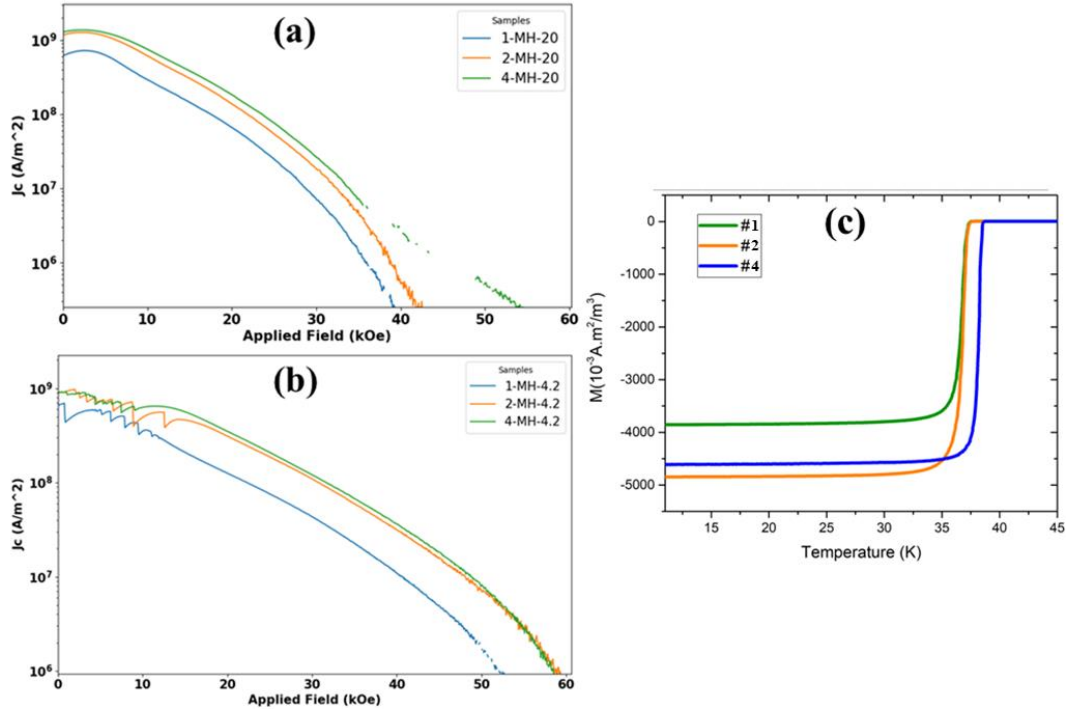 (a)
Samples
1-MH-20
2-MH-20
4-MH-20
Jc (A/m^2)
10^9
10^8
10^7
10^6
0 10 20 30 40 50 60
Applied Field (kOe)
(b)
Samples
1-MH-4.2
2-MH-4.2
4-MH-4.2
Jc (A/m^2)
10^9
10^8
10^7
10^6
0 10 20 30 40 50 60
Applied Field (kOe)
(c)
#1
#2
#4
M(10^-3A.m^2/m^3)
0
-1000
-2000
-3000
-4000
-5000
15 20 25 30 35 40 45
Temperature (K)